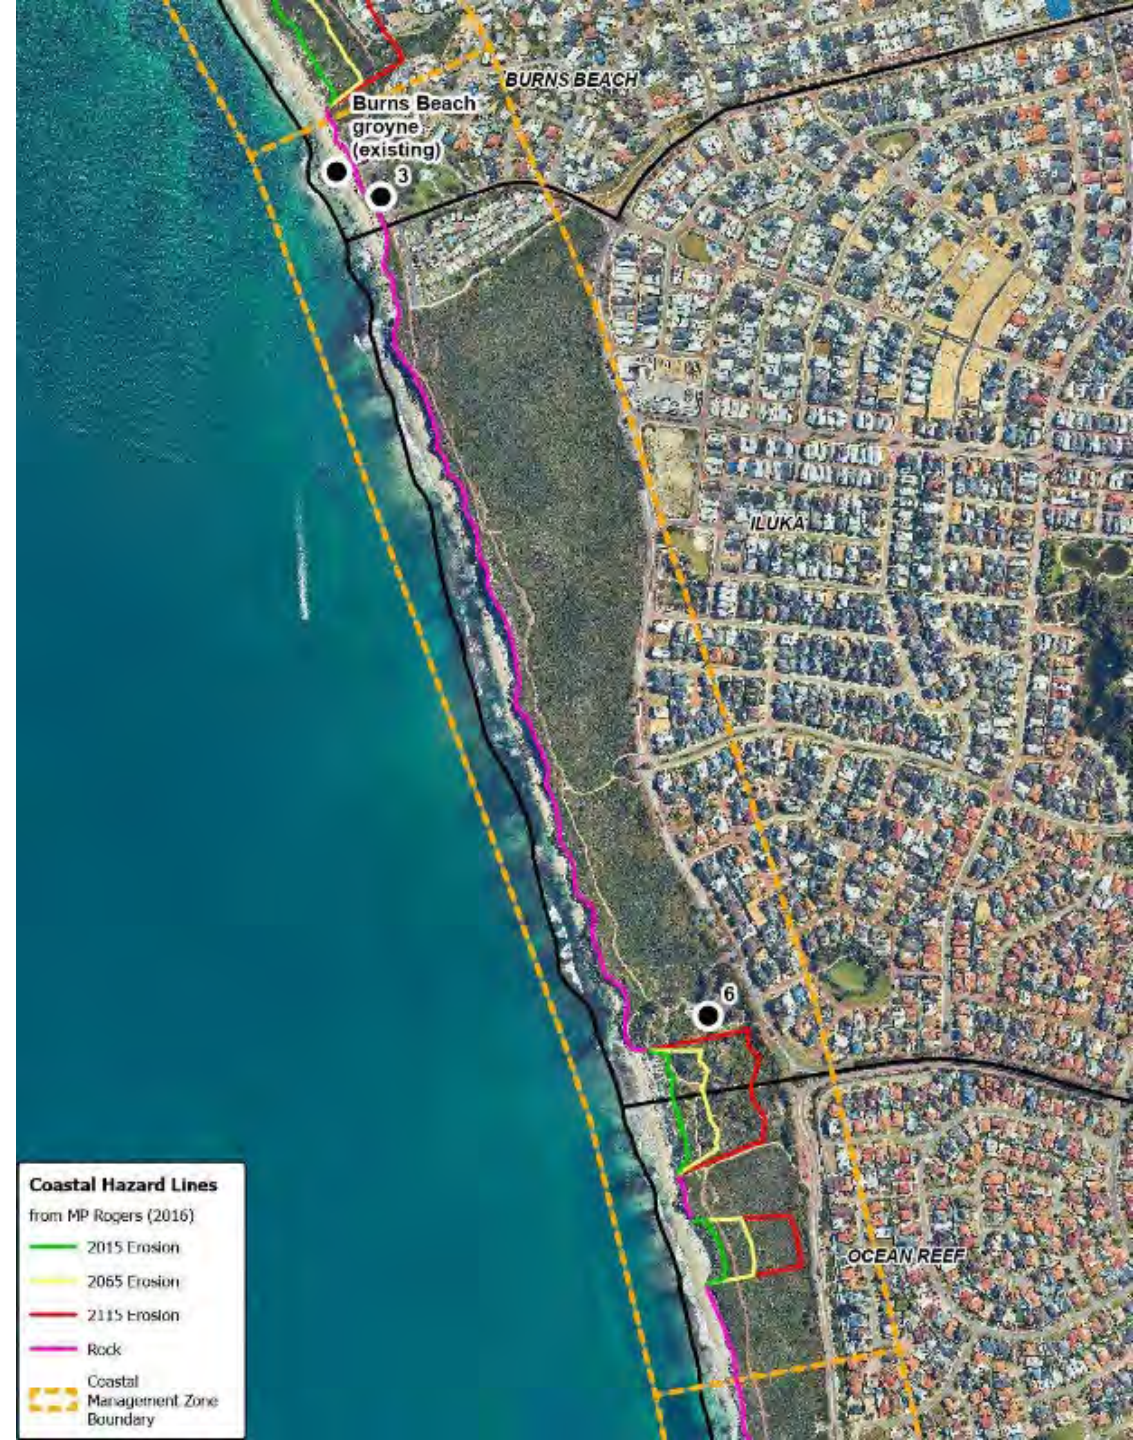 BURNS BEACH
Burns Beach
groyne
(existing)
3
ILUKA
6
OCEAN REEF
Coastal Hazard Lines
from MP Rogers (2016)
2015 Erosion
2065 Erosion
2115 Erosion
Rock
Coastal
Management Zone
Boundary